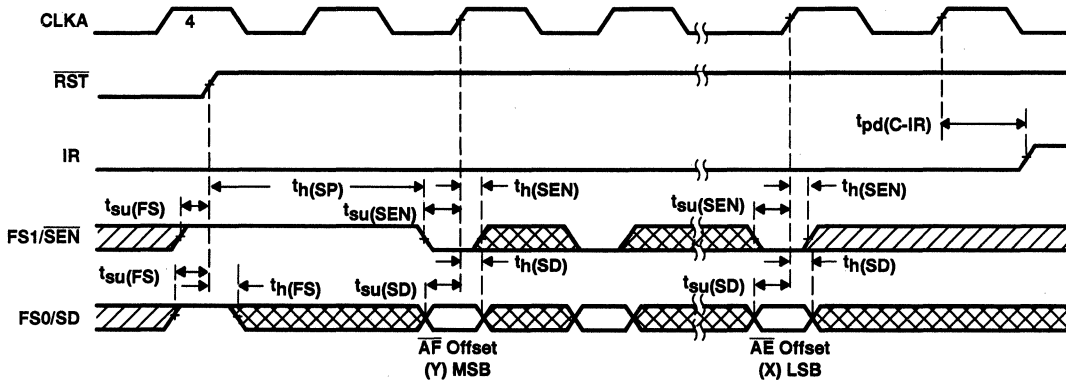 CLKA
4
RST
tpd(C-IR)
IR
th(SP)
th(SEN)
th(SEN)
tsu(FS)
tsu(SEN)
tsu(SEN)
FS1/SEN
tsu(FS)
th(FS)
tsu(SD)
th(SD)
tsu(SD)
th(SD)
FS0/SD
AF Offset
(Y) MSB
AE Offset
(X) LSB